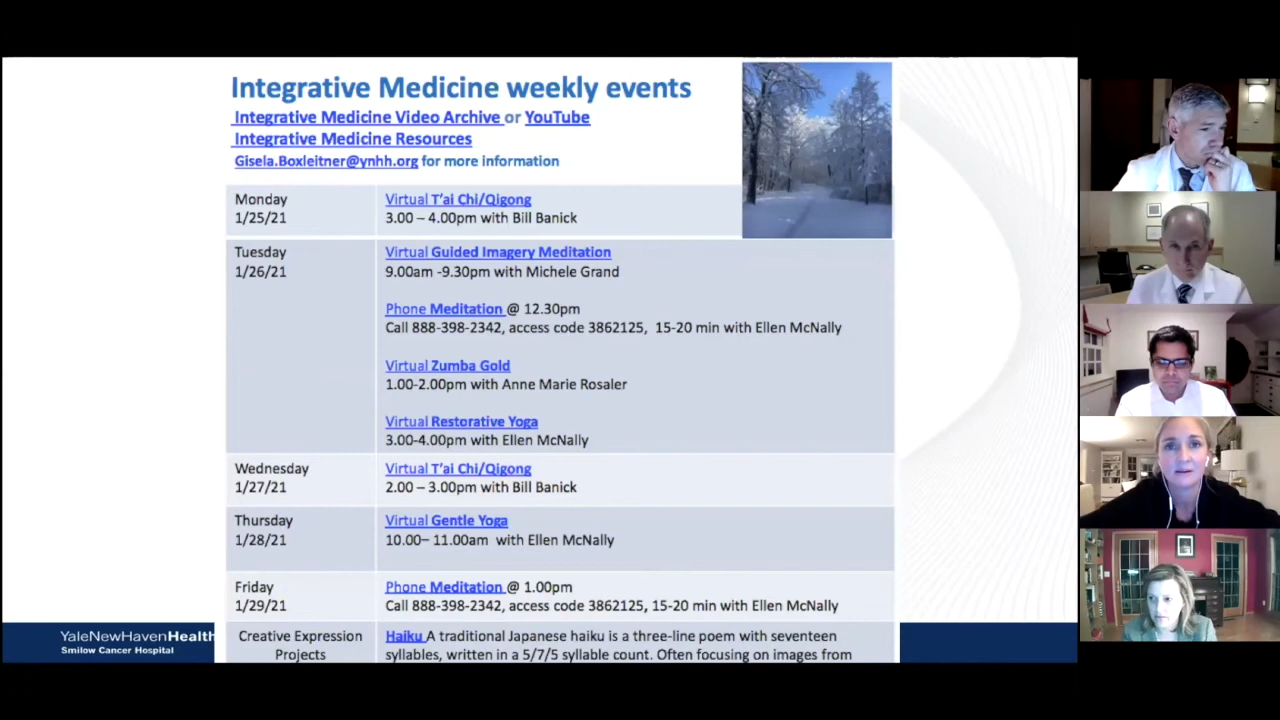 Integrative Medicine weekly events
Integrative Medicine Video Archive or YouTube
Integrative Medicine Resources
Gisela.Boxleitner@ynhh.org for more information
Monday
1/25/21
Virtual T'ai Chi/Qigong
3.00 – 4.00pm with Bill Banick
Tuesday
1/26/21
Virtual Guided Imagery Meditation
9.00am -9.30pm with Michele Grand
Phone Meditation @ 12.30pm
Call 888-398-2342, access code 3862125, 15-20 min with Ellen McNally
Virtual Zumba Gold
1.00-2.00pm with Anne Marie Rosaler
Virtual Restorative Yoga
3.00-4.00pm with Ellen McNally
Wednesday
1/27/21
Virtual T'ai Chi/Qigong
2.00 – 3.00pm with Bill Banick
Thursday
1/28/21
Virtual Gentle Yoga
10.00– 11.00am with Ellen McNally
Friday
1/29/21
Phone Meditation @ 1.00pm
Call 888-398-2342, access code 3862125, 15-20 min with Ellen McNally
Creative Expression
Projects
Haiku A traditional Japanese haiku is a three-line poem with seventeen
syllables, written in a 5/7/5 syllable count. Often focusing on images from
YaleNewHavenHealth
Smilow Cancer Hospital